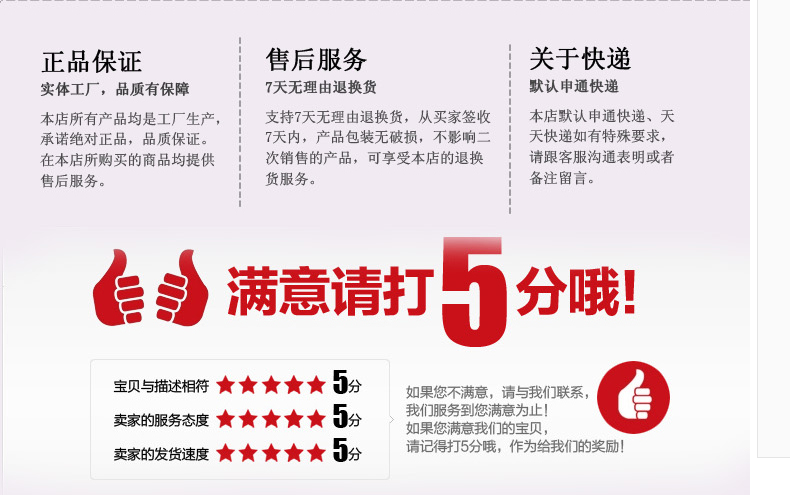 正品保证
实体工厂，品质有保障
本店所有产品均是工厂生产，
承诺绝对正品，品质保证。
在本店所购买的商品均提供
售后服务。
售后服务
7天无理由退换货
支持7天无理由退换货，从买家签收
7天内，产品包装无破损，不影响二
次销售的产品，可享受本店的退换
货服务。
关于快递
默认申通快递
本店默认申通快递、天
天快递如有特殊要求，
请跟客服沟通表明或者
备注留言。
满意请打5分哦!
宝贝与描述相符 ★★★★★ 5分
卖家的服务态度 ★★★★★ 5分
卖家的发货速度 ★★★★★ 5分
如果您不满意，请与我们联系，
我们服务到您满意为止!
如果您满意我们的宝贝，
请记得打5分哦，作为给我们的奖励!